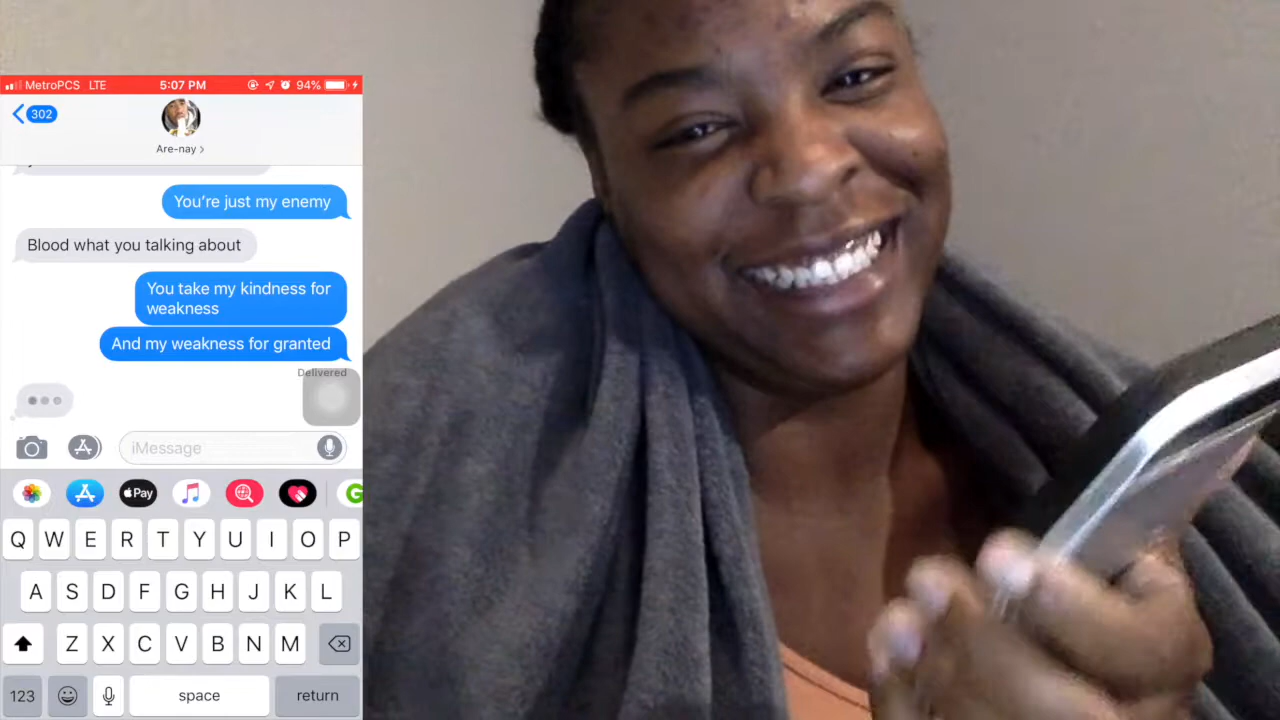 MetroPCS LTE 5:07 PM 94%
302
Are-nay >
You're just my enemy
Blood what you talking about
You take my kindness for
weakness
And my weakness for granted
Delivered
iMessage
Pay
G
Q W E R T Y U I O P
A S D F G H J K L
Z X C V B N M
123 space return